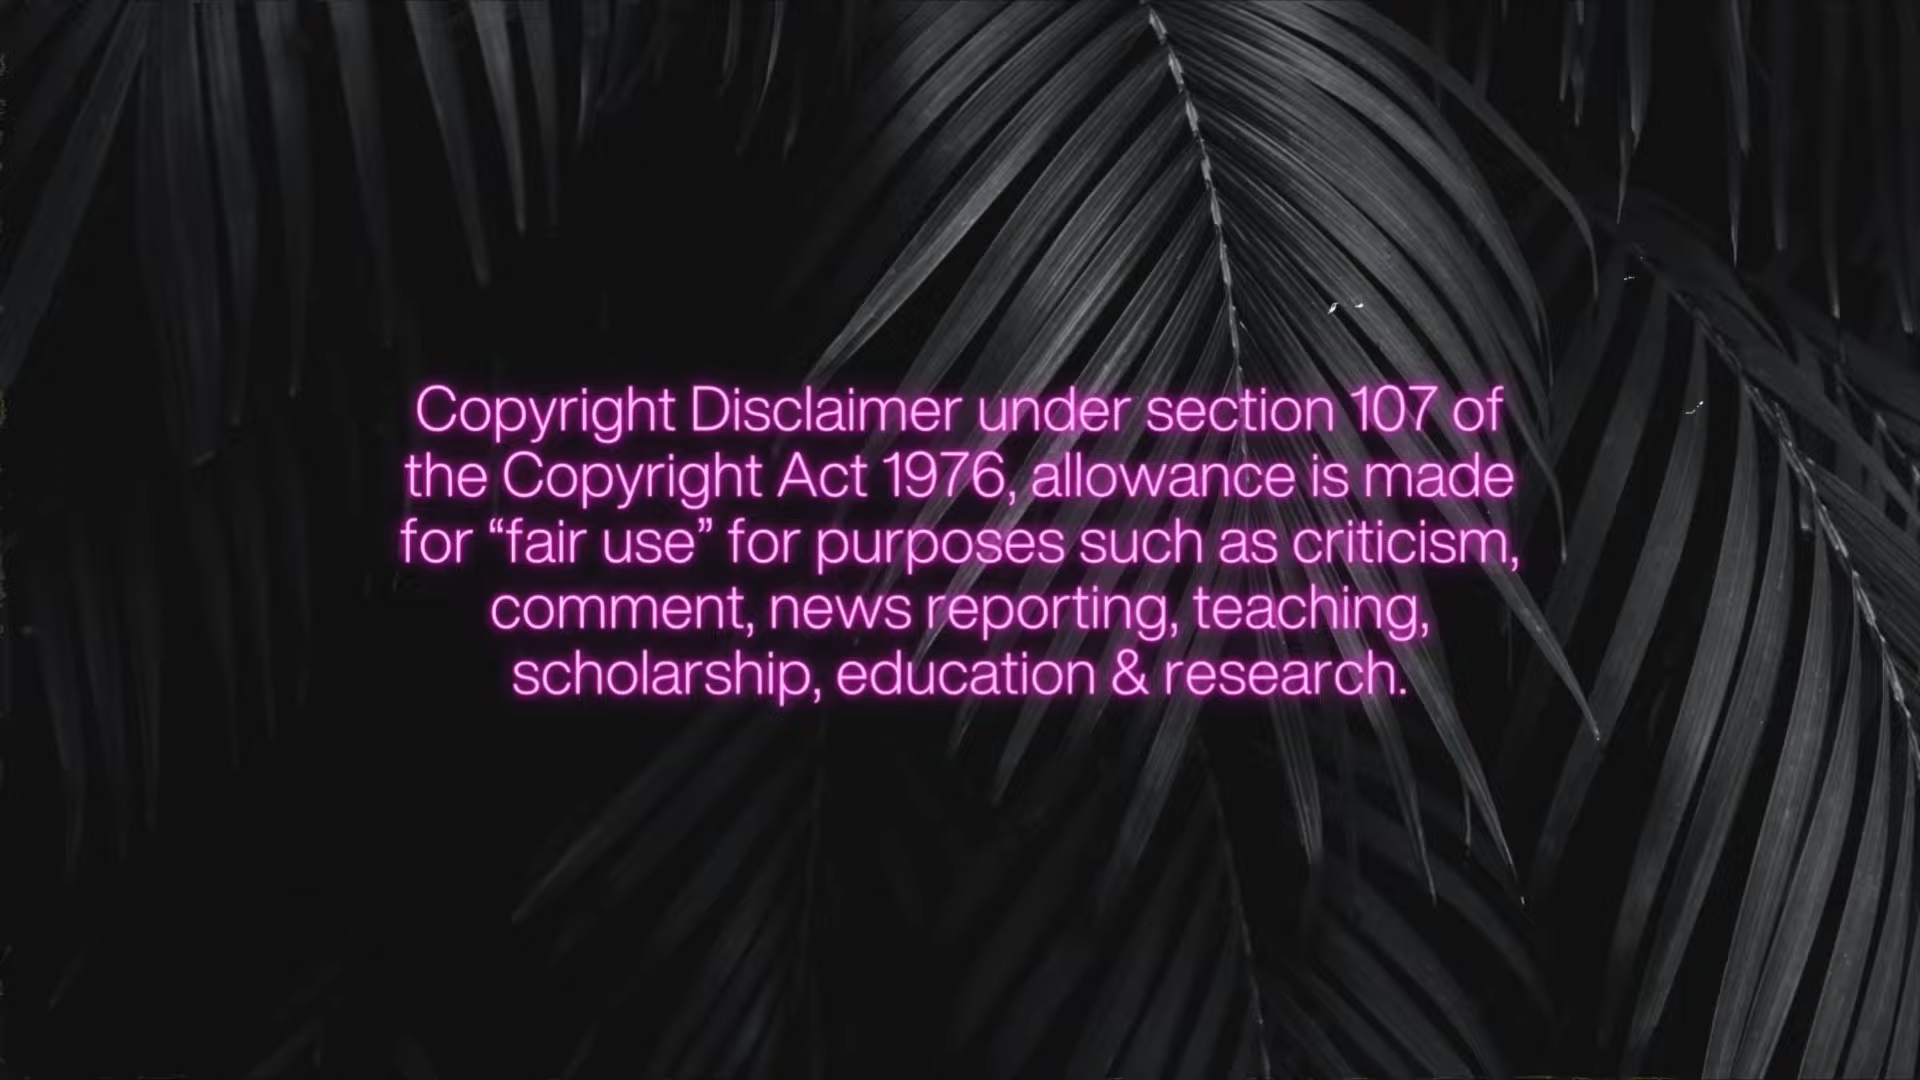 Copyright Disclaimer under section 107 of
the Copyright Act 1976, allowance is made
for “fair use” for purposes such as criticism,
comment, news reporting, teaching,
scholarship, education & research.